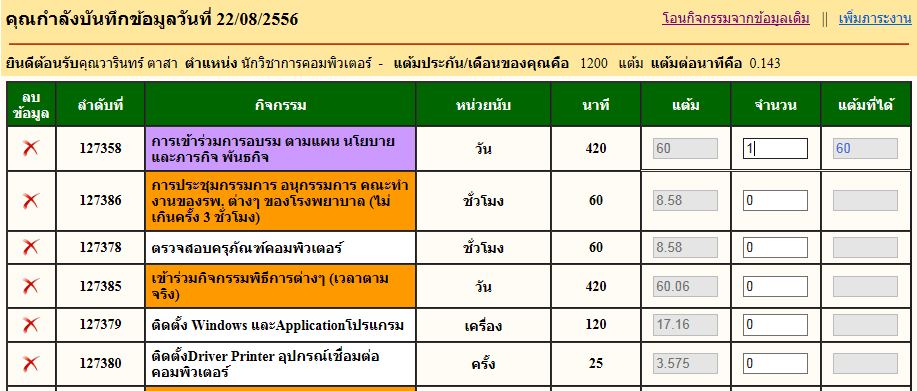 คุณกำลังบันทึกข้อมูลวันที่ 22/08/2556
โอนกิจกรรมจากข้อมูลเดิม || เพิ่มภาระงาน
ยินดีต้อนรับคุณวารินทร์ ตาสา ตำแหน่ง นักวิชาการคอมพิวเตอร์ - แต้มประกัน/เดือนของคุณคือ 1200 แต้ม แต้มต่อนาทีคือ 0.143
ลบ
ข้อมูล
ลำดับที่
กิจกรรม
หน่วยนับ
นาที
แต้ม
จำนวน
แต้มที่ได้
127358
การเข้าร่วมการอบรม ตามแผน นโยบาย
และภารกิจ พันธกิจ
วัน
420
60
1
60
127386
การประชุมกรรมการ อนุกรรมการ คณะทำ
งานของรพ. ต่างๆ ของโรงพยาบาล (ไม่
เกินครั้ง 3 ชั่วโมง)
ชั่วโมง
60
8.58
0
127378
ตรวจสอบครุภัณฑ์คอมพิวเตอร์
ชั่วโมง
60
8.58
0
127385
เข้าร่วมกิจกรรมพิธีการต่างๆ (เวลาตาม
จริง)
วัน
420
60.06
0
127379
ติดตั้ง Windows และApplicationโปรแกรม
เครื่อง
120
17.16
0
127380
ติดตั้งDriver Printer อุปกรณ์เชื่อมต่อ
คอมพิวเตอร์
ครั้ง
25
3.575
0